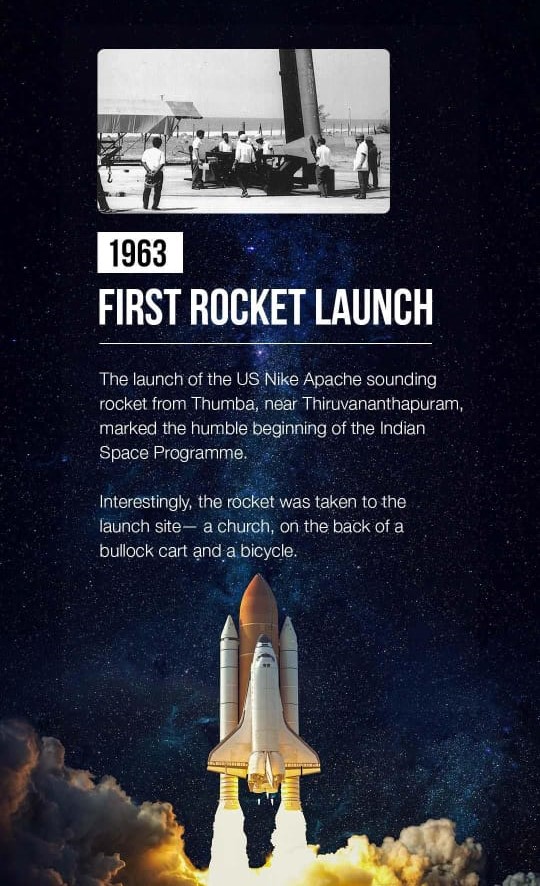 1963
FIRST ROCKET LAUNCH
The launch of the US Nike Apache sounding
rocket from Thumba, near Thiruvananthapuram,
marked the humble beginning of the Indian
Space Programme.
Interestingly, the rocket was taken to the
launch site— a church, on the back of a
bullock cart and a bicycle.